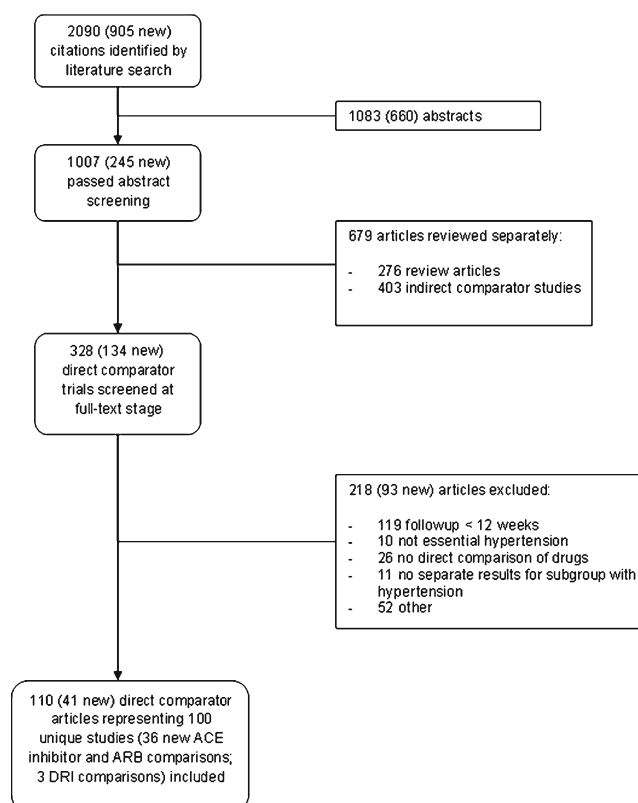 2090 (905 new)
citations identified by
literature search
1083 (660) abstracts
1007 (245 new)
passed abstract
screening
679 articles reviewed separately:
- 276 review articles
- 403 indirect comparator studies
328 (134 new)
direct comparator
trials screened at
full-text stage
218 (93 new) articles excluded:
- 119 followup < 12 weeks
- 10 not essential hypertension
- 26 no direct comparison of drugs
- 11 no separate results for subgroup with
hypertension
- 52 other
110 (41 new) direct comparator
articles representing 100
unique studies (36 new ACE
inhibitor and ARB comparisons;
3 DRI comparisons) included